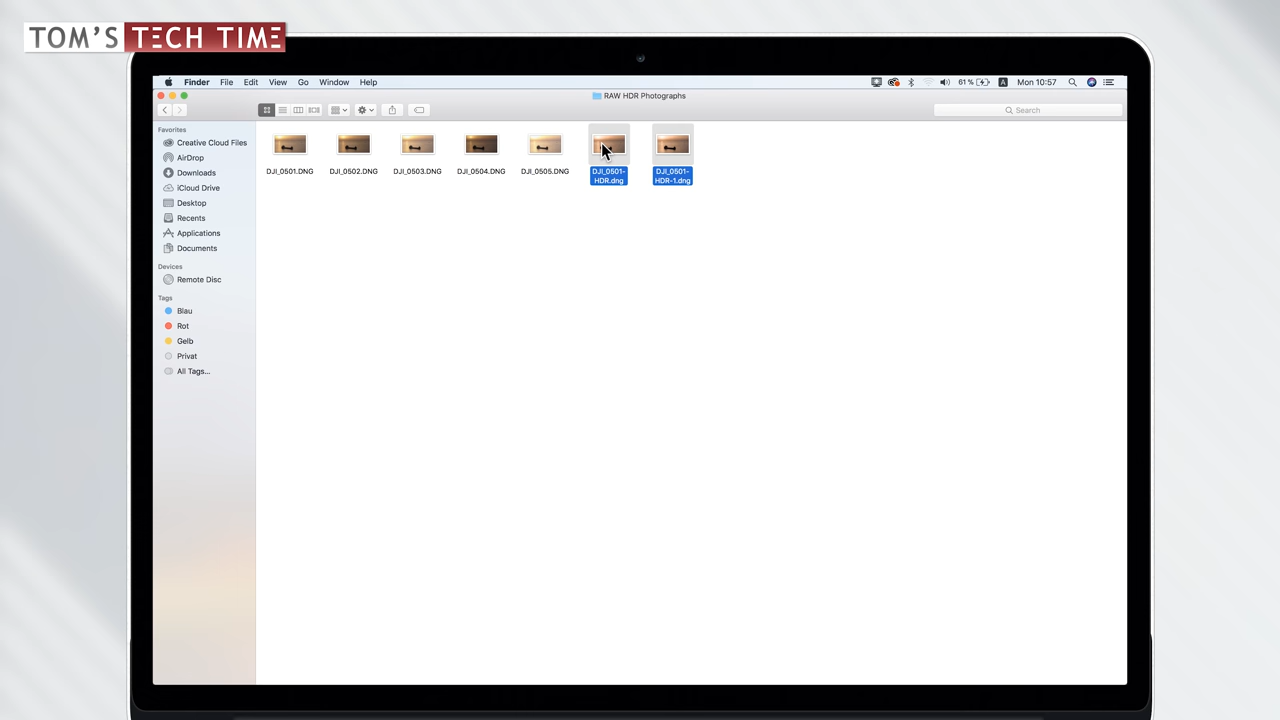 TOM'S TECH TIME
Finder File Edit View Go Window Help
61 % Mon 10:57
RAW HDR Photographs
Search
Favorites
Creative Cloud Files
AirDrop
Downloads
iCloud Drive
Desktop
Recents
Applications
Documents
Devices
Remote Disc
Tags
Blau
Rot
Gelb
Privat
All Tags...
DJI_0501.DNG
DJI_0502.DNG
DJI_0503.DNG
DJI_0504.DNG
DJI_0505.DNG
DJI_0501-
HDR.dng
DJI_0501-
HDR-1.dng